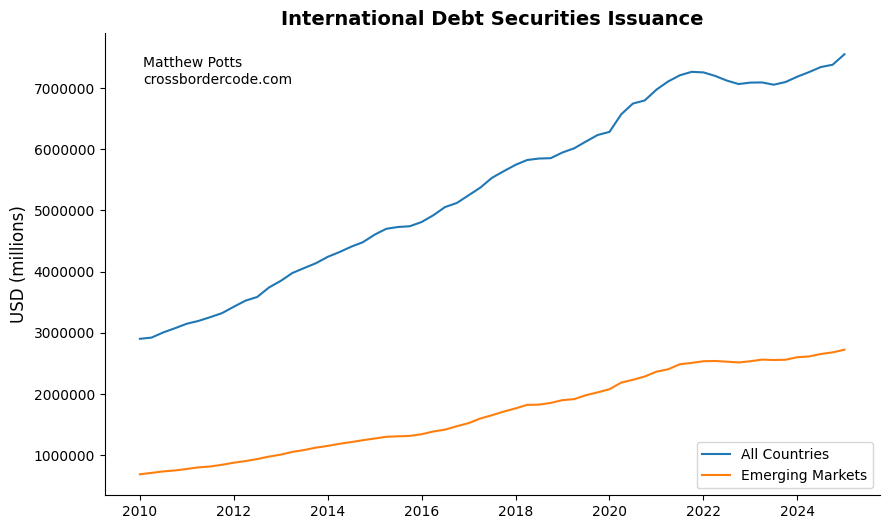 International Debt Securities Issuance
Matthew Potts
crossbordercode.com
USD (millions)
7000000
6000000
5000000
4000000
3000000
2000000
1000000
2010 2012 2014 2016 2018 2020 2022 2024
All Countries
Emerging Markets